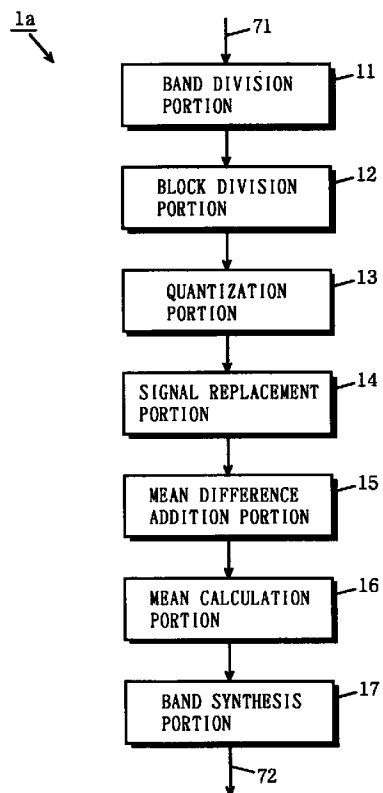 1a
71
BAND DIVISION
PORTION
11
BLOCK DIVISION
PORTION
12
QUANTIZATION
PORTION
13
SIGNAL REPLACEMENT
PORTION
14
MEAN DIFFERENCE
ADDITION PORTION
15
MEAN CALCULATION
PORTION
16
BAND SYNTHESIS
PORTION
17
72